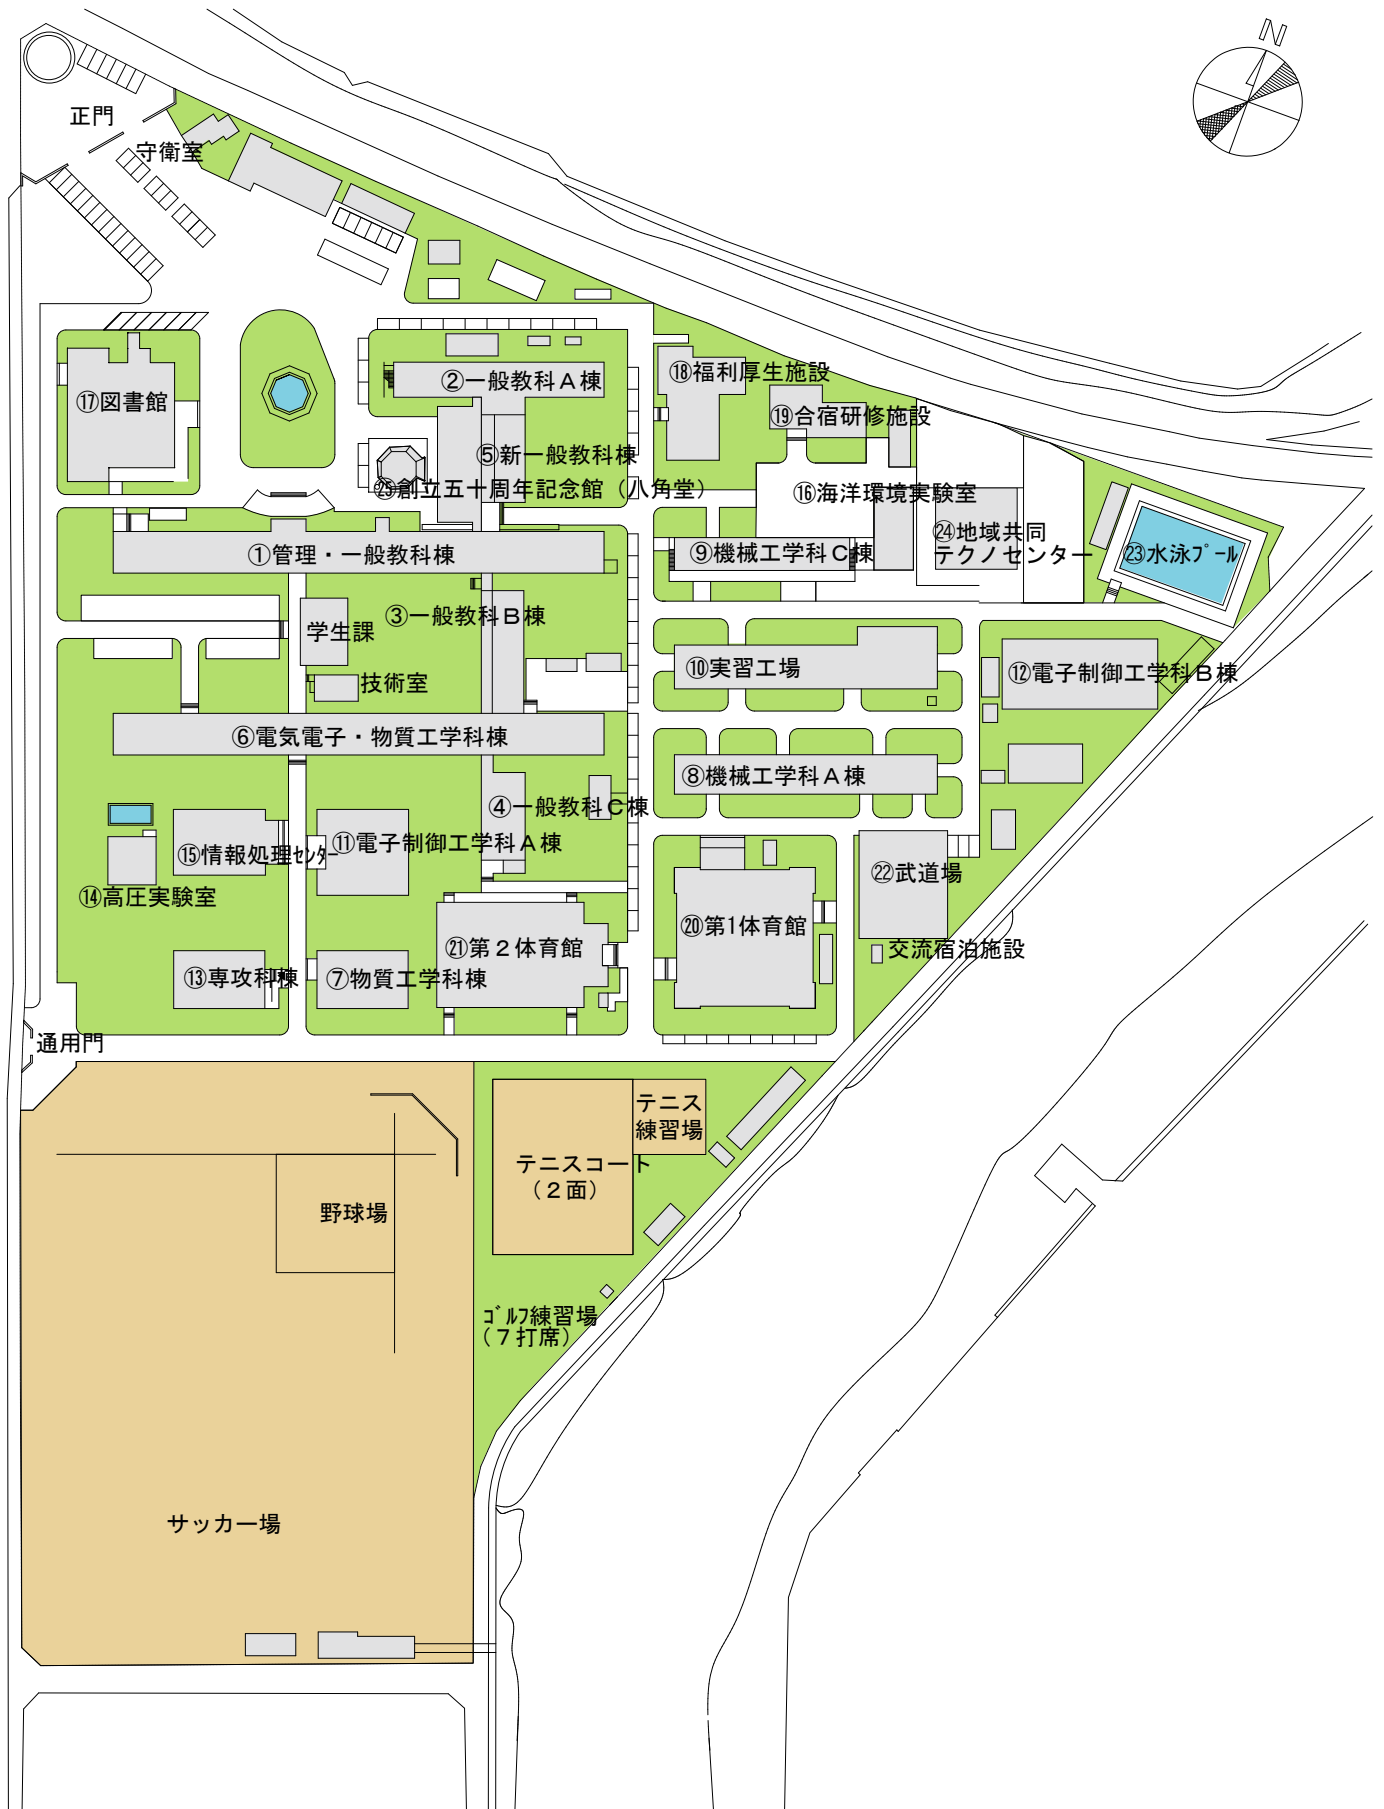 N
正門
守衛室
②一般教科A棟
⑱福利厚生施設
⑰図書館
⑲合宿研修施設
⑤新一般教科棟
㉕創立五十周年記念館（八角堂）
⑯海洋環境実験室
㉔地域共同
テクノセンター
㉓水泳ﾌﾟｰﾙ
①管理・一般教科棟
⑨機械工学科C棟
③一般教科B棟
学生課
技術室
⑩実習工場
⑫電子制御工学科B棟
⑥電気電子・物質工学科棟
⑧機械工学科A棟
④一般教科C棟
⑪電子制御工学科A棟
⑮情報処理ｾﾝﾀｰ
⑭高圧実験室
㉒武道場
⑳第1体育館
㉑第２体育館
交流宿泊施設
⑬専攻科棟
⑦物質工学科棟
通用門
テニス
練習場
テニスコート
（２面）
野球場
ｺﾞﾙﾌ練習場
（７打席）
サッカー場